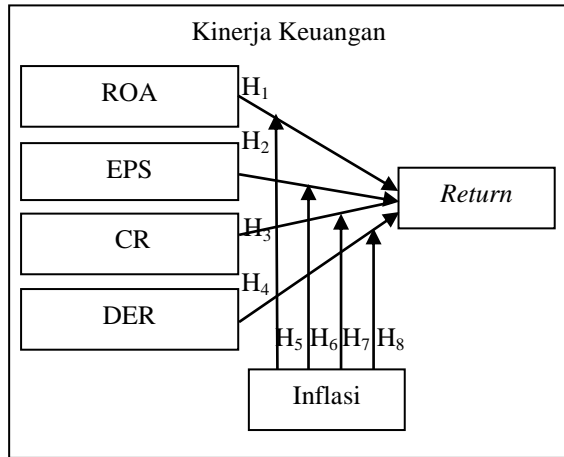 Kinerja Keuangan
ROA
H₁
H₂
EPS
Return
CR
H₃
H₄
DER
H₅ H₆ H₇ H₈
Inflasi